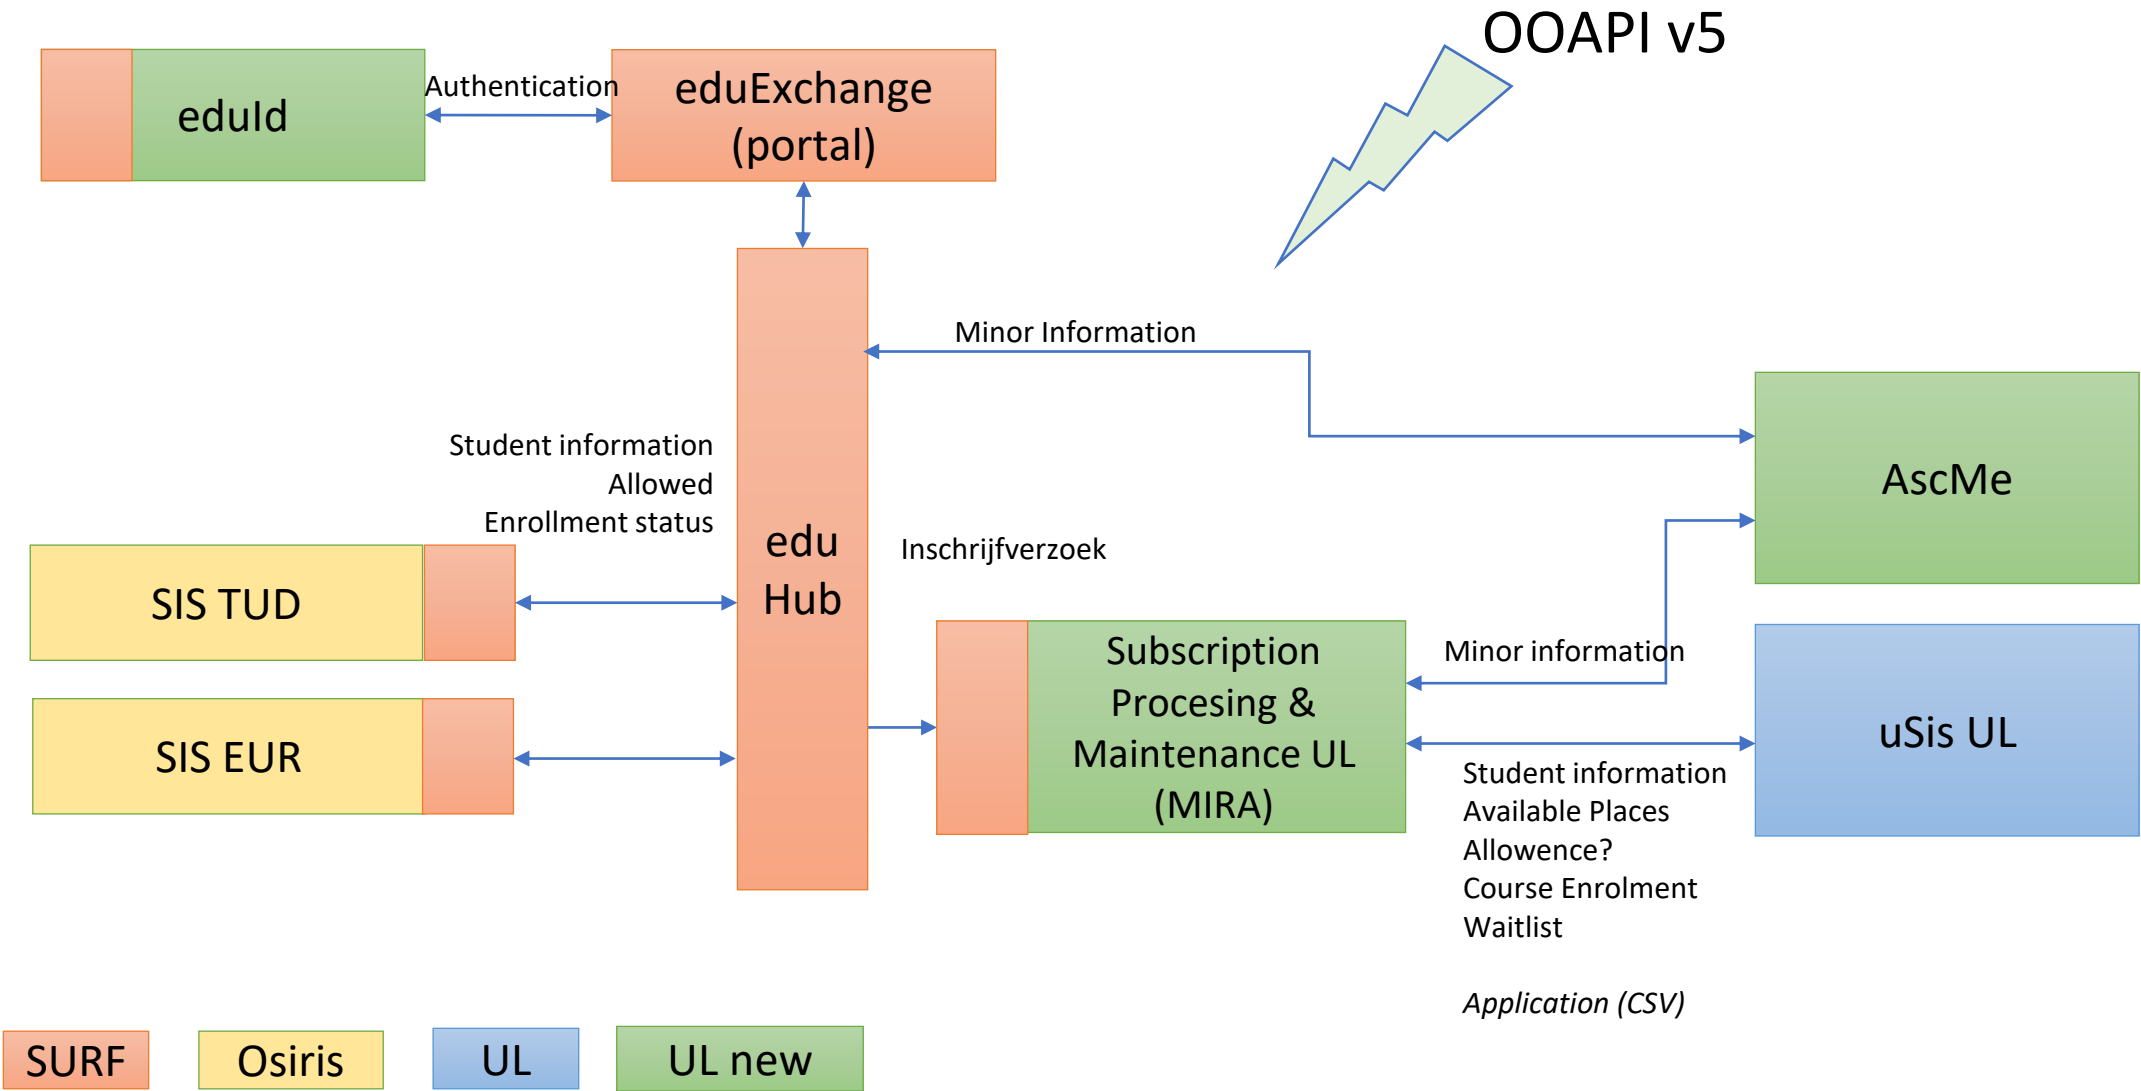 OOAPI v5
eduId
Authentication
eduExchange
(portal)
Minor Information
Student information
Allowed
Enrollment status
AscMe
edu
Hub
Inschrijfverzoek
SIS TUD
Subscription
Procesing &
Maintenance UL
(MIRA)
Minor information
SIS EUR
uSis UL
Student information
Available Places
Allowence?
Course Enrolment
Waitlist
Application (CSV)
SURF
Osiris
UL
UL new